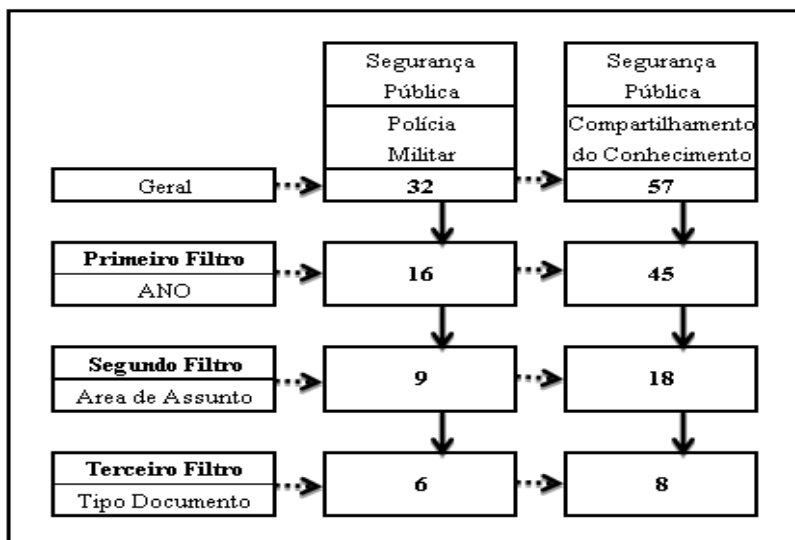 Segurança
Pública
Polícia
Militar
Segurança
Pública
Compartilhamento
do Conhecimento
Geral
32
57
Primeiro Filtro
ANO
16
45
Segundo Filtro
Area de Assunto
9
18
Terceiro Filtro
Tipo Documento
6
8